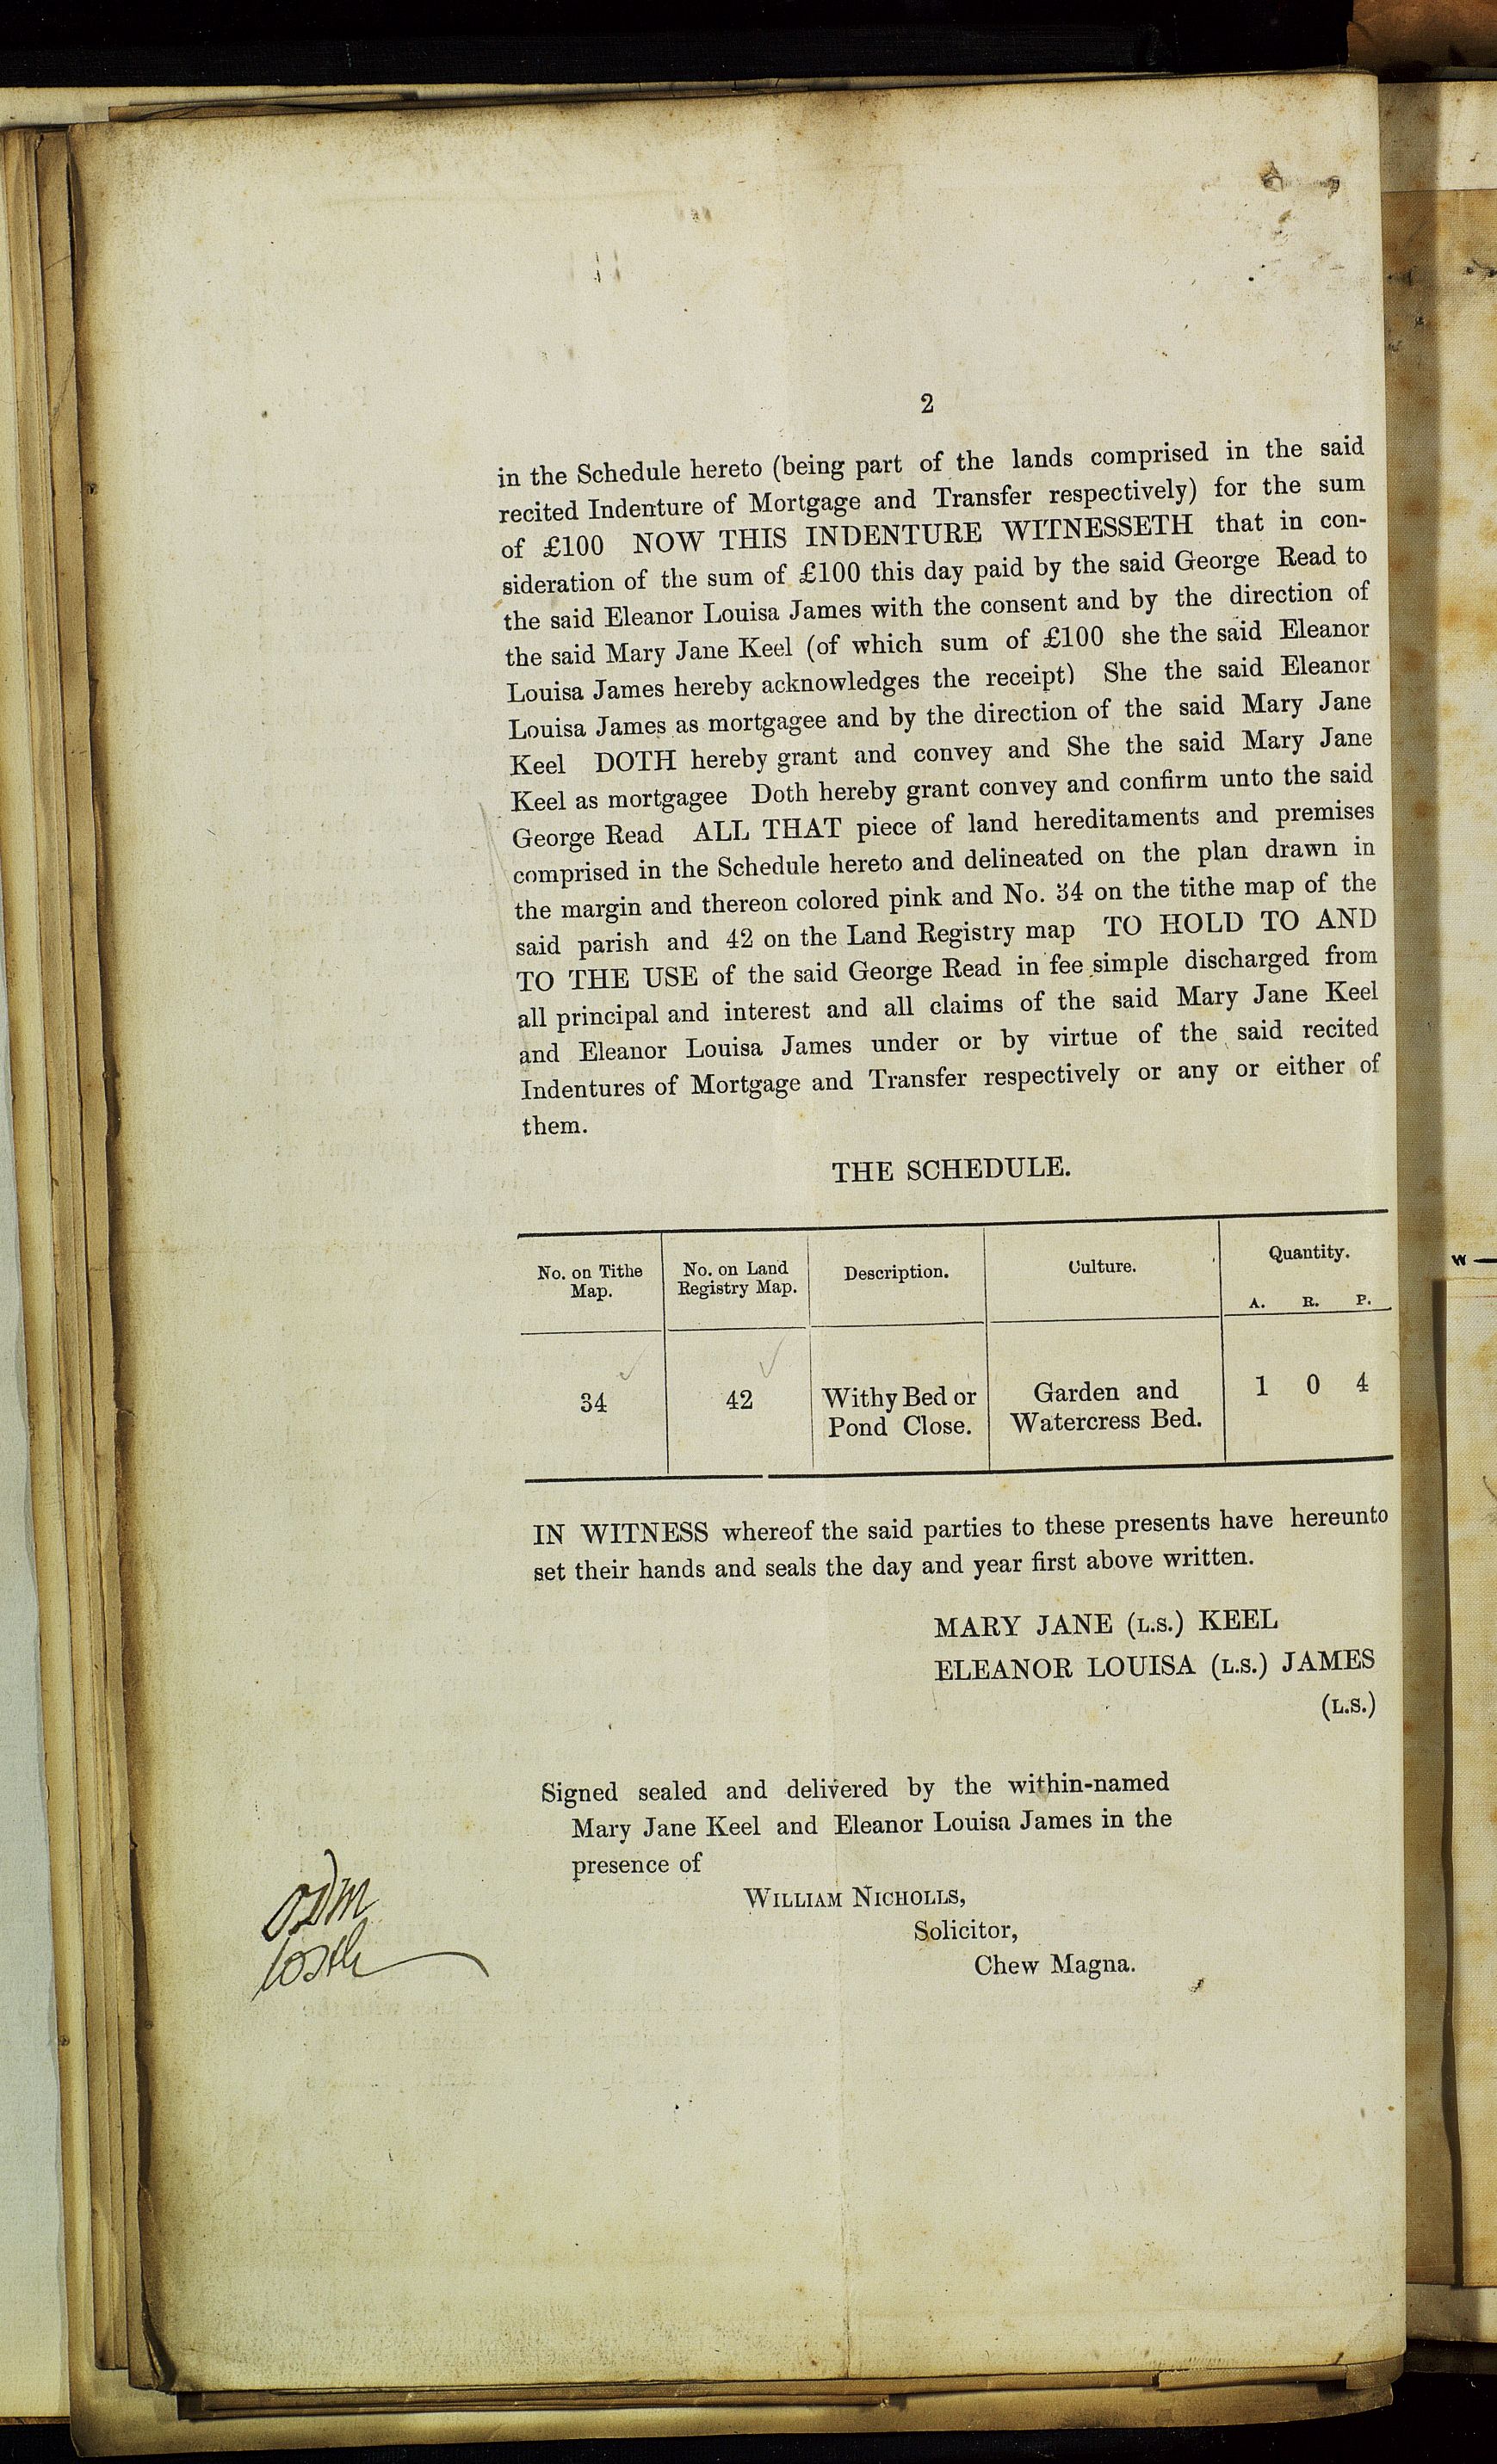 2
in the Schedule hereto (being part of the lands comprised in the said
recited Indenture of Mortgage and Transfer respectively) for the sum
of £100 NOW THIS INDENTURE WITNESSETH that in con-
sideration of the sum of £100 this day paid by the said George Read to
the said Eleanor Louisa James with the consent and by the direction of
the said Mary Jane Keel (of which sum of £100 she the said Eleanor
Louisa James hereby acknowledges the receipt) She the said Eleanor
Louisa James as mortgagee and by the direction of the said Mary Jane
Keel DOTH hereby grant and convey and She the said Mary Jane
Keel as mortgagee Doth hereby grant convey and confirm unto the said
George Read ALL THAT piece of land hereditaments and premises
comprised in the Schedule hereto and delineated on the plan drawn in
the margin and thereon colored pink and No. 34 on the tithe map of the
said parish and 42 on the Land Registry map TO HOLD TO AND
TO THE USE of the said George Read in fee simple discharged from
all principal and interest and all claims of the said Mary Jane Keel
and Eleanor Louisa James under or by virtue of the said recited
Indentures of Mortgage and Transfer respectively or any or either of
them.
THE SCHEDULE.
No. on Tithe Map. No. on Land Registry Map. Description. Culture. Quantity.
A. R. P.
34 42 Withy Bed or Garden and 1 0 4
Pond Close. Watercress Bed.
IN WITNESS whereof the said parties to these presents have hereunto
set their hands and seals the day and year first above written.
MARY JANE (L.S.) KEEL
ELEANOR LOUISA (L.S.) JAMES
(L.S.)
Signed sealed and delivered by the within-named
Mary Jane Keel and Eleanor Louisa James in the
presence of
WILLIAM NICHOLLS,
Solicitor,
Chew Magna.
W